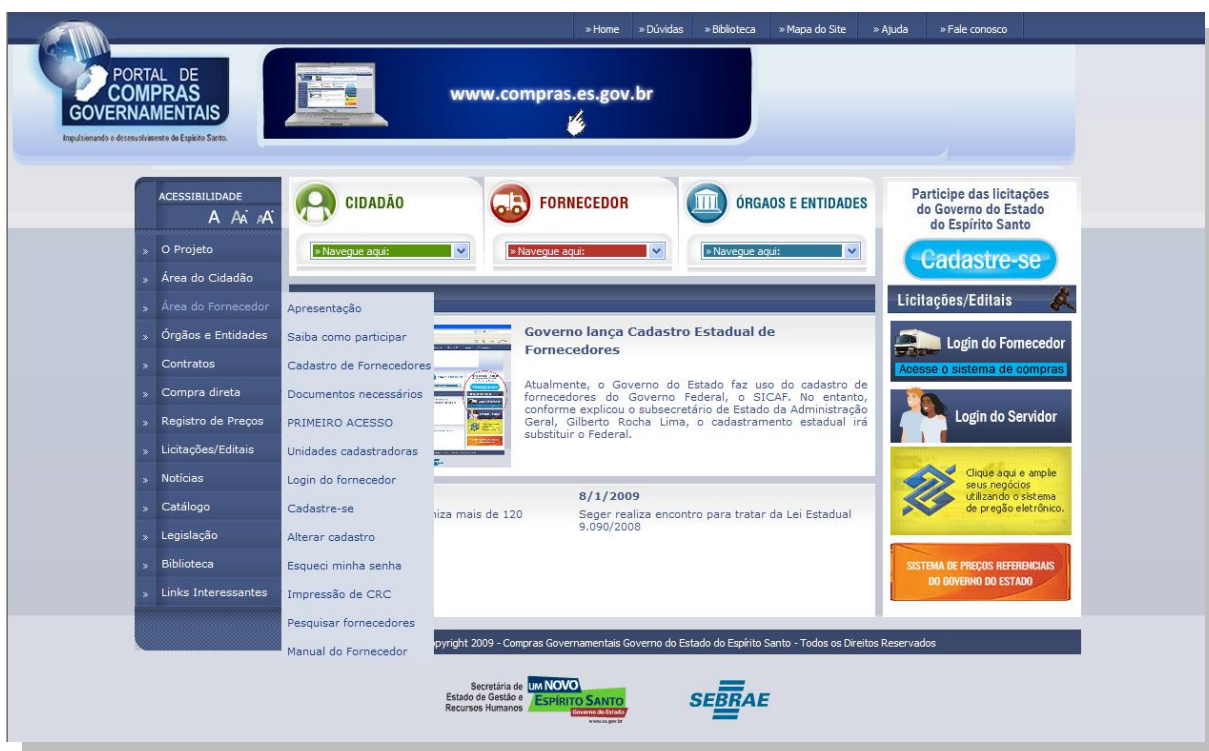 » Home » Dúvidas » Biblioteca » Mapa do Site » Ajuda » Fale conosco
PORTAL DE
COMPRAS
GOVERNAMENTAIS
Impulsionando o desenvolvimento do Espírito Santo.
www.compras.es.gov.br
ACESSIBILIDADE
A AA AA
» O Projeto
» Área do Cidadão
» Área do Fornecedor
» Órgãos e Entidades
» Contratos
» Compra direta
» Registro de Preços
» Licitações/Editais
» Notícias
» Catálogo
» Legislação
» Biblioteca
» Links Interessantes
Apresentação
Saiba como participar
Cadastro de Fornecedores
Documentos necessários
PRIMEIRO ACESSO
Unidades cadastradoras
Login do fornecedor
Cadastre-se
Alterar cadastro
Esqueci minha senha
Impressão de CRC
Pesquisar fornecedores
Manual do Fornecedor
CIDADÃO
» Navegue aqui:
FORNECEDOR
» Navegue aqui:
ÓRGAOS E ENTIDADES
» Navegue aqui:
Governo lança Cadastro Estadual de
Fornecedores
Atualmente, o Governo do Estado faz uso do cadastro de
fornecedores do Governo Federal, o SICAF. No entanto,
conforme explicou o subsecretário de Estado da Administração
Geral, Gilberto Rocha Lima, o cadastramento estadual irá
substituir o Federal.
mais de 120
8/1/2009
Seger realiza encontro para tratar da Lei Estadual
9.090/2008
Participe das licitações
do Governo do Estado
do Espírito Santo
Cadastre-se
Licitações/Editais
Login do Fornecedor
Acesse o sistema de compras
Login do Servidor
Clique aqui e amplie
seus negócios
utilizando o sistema
de pregão eletrônico.
SISTEMA DE PREÇOS REFERENCIAIS
DO GOVERNO DO ESTADO
2009 - Compras Governamentais Governo do Estado do Espírito Santo - Todos os Direitos Reservados
Secretária de
Estado de Gestão e
Recursos Humanos
UM NOVO
ESPÍRITO SANTO
Governo do Estado
www.es.gov.br
SEBRAE